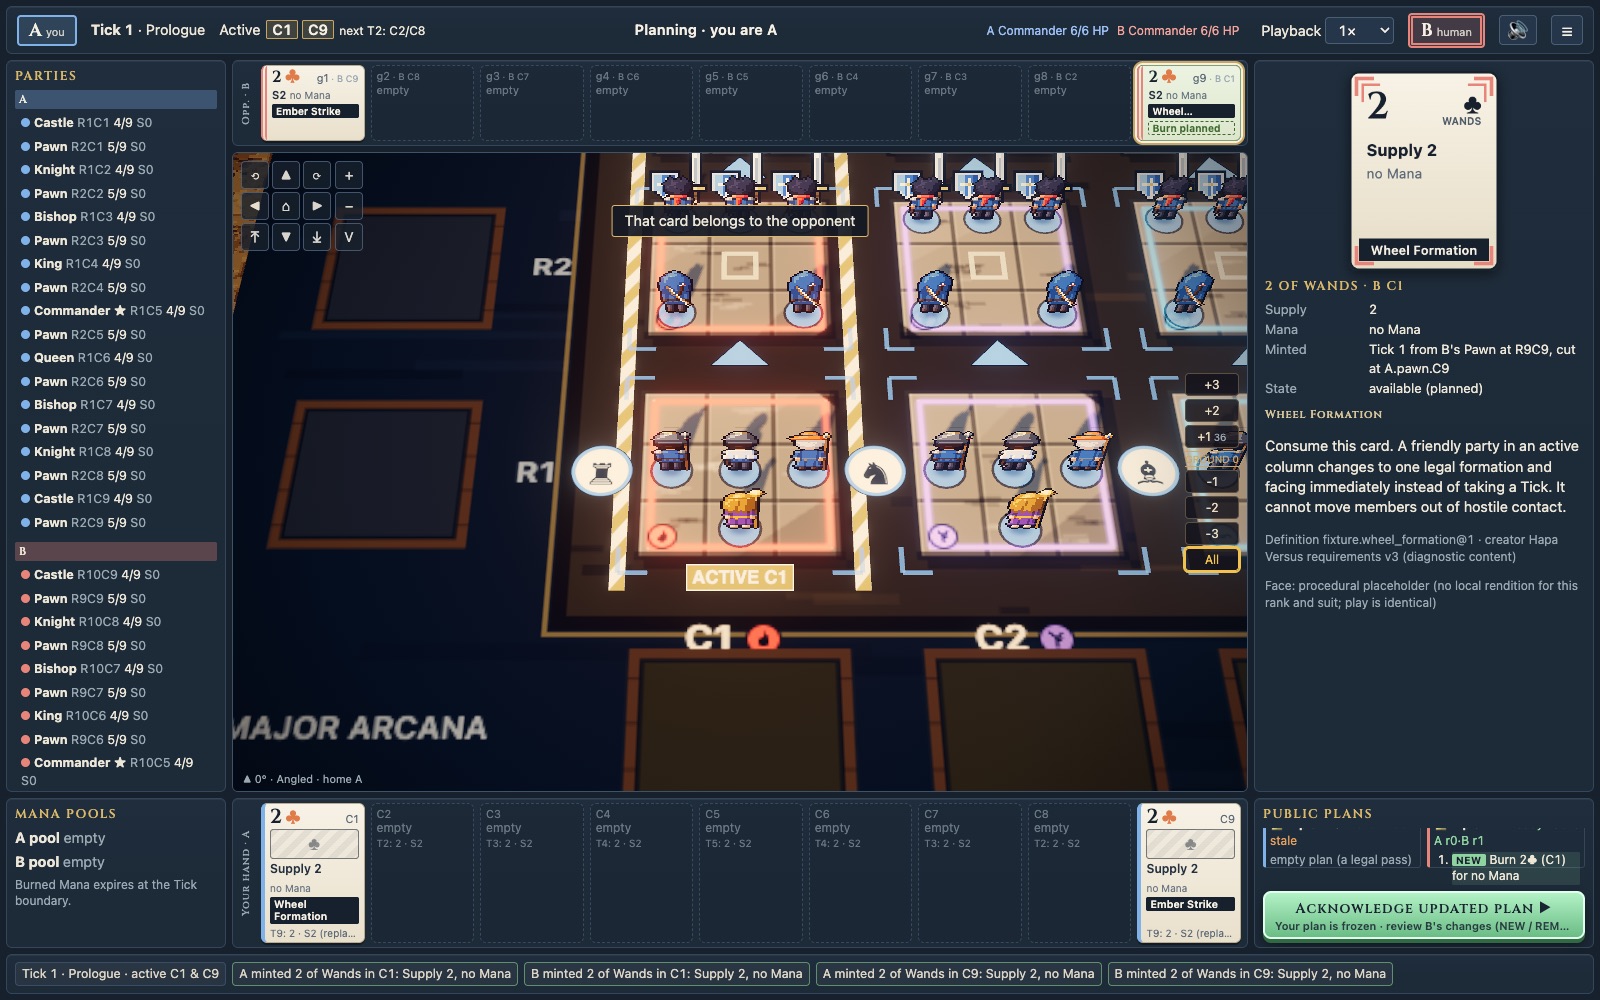 A you
Tick 1 · Prologue Active C1 C9 next T2: C2/C8
Planning · you are A
A Commander 6/6 HP B Commander 6/6 HP
Playback 1×
B human
PARTIES
A
Castle R1C1 4/9 S0
Pawn R2C1 5/9 S0
Knight R1C2 4/9 S0
Pawn R2C2 5/9 S0
Bishop R1C3 4/9 S0
Pawn R2C3 5/9 S0
King R1C4 4/9 S0
Pawn R2C4 5/9 S0
Commander ★ R1C5 4/9 S0
Pawn R2C5 5/9 S0
Queen R1C6 4/9 S0
Pawn R2C6 5/9 S0
Bishop R1C7 4/9 S0
Pawn R2C7 5/9 S0
Knight R1C8 4/9 S0
Pawn R2C8 5/9 S0
Castle R1C9 4/9 S0
Pawn R2C9 5/9 S0
B
Castle R10C9 4/9 S0
Pawn R9C9 5/9 S0
Knight R10C8 4/9 S0
Pawn R9C8 5/9 S0
Bishop R10C7 4/9 S0
Pawn R9C7 5/9 S0
King R10C6 4/9 S0
Pawn R9C6 5/9 S0
Commander ★ R10C5 4/9
S0
OPP. · B
2♣ g1 · B C9
S2 no Mana
Ember Strike
g2 · B C8
empty
g3 · B C7
empty
g4 · B C6
empty
g5 · B C5
empty
g6 · B C4
empty
g7 · B C3
empty
g8 · B C2
empty
2♣ g9 · B C1
S2 no Mana
Wheel...
Burn planned
That card belongs to the opponent
V
R2
R1
+3
+2
+1 36
-1
-2
-3
All
ACTIVE C1
C1
C2
MAJOR ARCANA
▲ 0° · Angled · home A
2 ♣
WANDS
Supply 2
no Mana
Wheel Formation
2 OF WANDS · B C1
Supply 2
Mana no Mana
Minted Tick 1 from B's Pawn at R9C9, cut
at A.pawn.C9
State available (planned)
WHEEL FORMATION
Consume this card. A friendly party in an active
column changes to one legal formation and
facing immediately instead of taking a Tick. It
cannot move members out of hostile contact.
Definition fixture.wheel_formation@1 · creator Hapa
Versus requirements v3 (diagnostic content)
Face: procedural placeholder (no local rendition for this
rank and suit; play is identical)
MANA POOLS
A pool empty
B pool empty
Burned Mana expires at the Tick
boundary.
YOUR HAND · A
2♣ C1
Supply 2
no Mana
Wheel
Formation
T9: 2 · S2 (repla...
C2
empty
T2: 2 · S2
C3
empty
T3: 2 · S2
C4
empty
T4: 2 · S2
C5
empty
T5: 2 · S2
C6
empty
T4: 2 · S2
C7
empty
T3: 2 · S2
C8
empty
T2: 2 · S2
2♣ C9
Supply 2
no Mana
Ember Strike
T9: 2 · S2 (repla...
PUBLIC PLANS
stale
empty plan (a legal pass)
A r0·B r1
1. NEW Burn 2♣ (C1)
for no Mana
ACKNOWLEDGE UPDATED PLAN ▶
Your plan is frozen · review B's changes (NEW / REM...
Tick 1 · Prologue · active C1 & C9
A minted 2 of Wands in C1: Supply 2, no Mana
B minted 2 of Wands in C1: Supply 2, no Mana
A minted 2 of Wands in C9: Supply 2, no Mana
B minted 2 of Wands in C9: Supply 2, no Mana